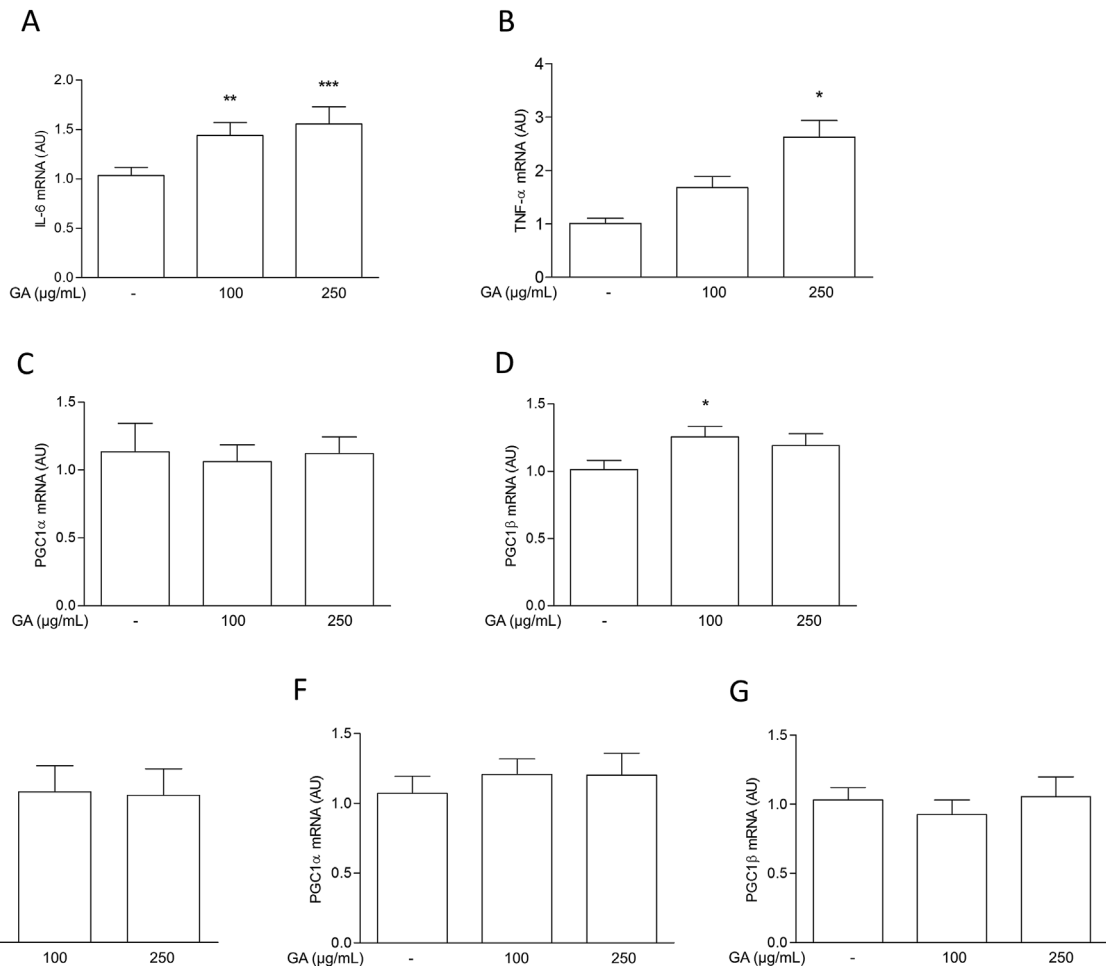 A
IL-6 mRNA (AU)
2.0
1.5
1.0
0.5
0.0
**
***
GA (µg/mL)
- 100 250
B
TNF-α mRNA (AU)
4
3
2
1
0
*
GA (µg/mL)
- 100 250
C
PGC1α mRNA (AU)
1.5
1.0
0.5
0.0
GA (µg/mL)
- 100 250
D
PGC1β mRNA (AU)
1.5
1.0
0.5
0.0
*
GA (µg/mL)
- 100 250
100 250
F
PGC1α mRNA (AU)
1.5
1.0
0.5
0.0
GA (µg/mL)
- 100 250
G
PGC1β mRNA (AU)
1.5
1.0
0.5
0.0
GA (µg/mL)
- 100 250